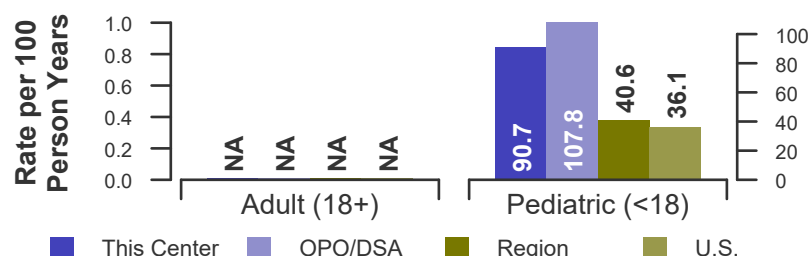 Rate per 100
Person Years
1.0
0.8
0.6
0.4
0.2
0.0
NA NA NA NA
90.7 107.8 40.6 36.1
100
80
60
40
20
0
Adult (18+) Pediatric (<18)
This Center OPO/DSA Region U.S.